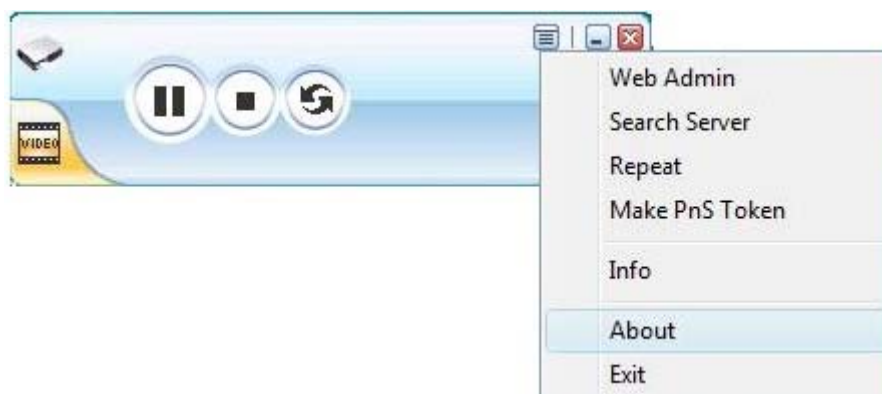 VIDEO
Web Admin
Search Server
Repeat
Make PnS Token
Info
About
Exit